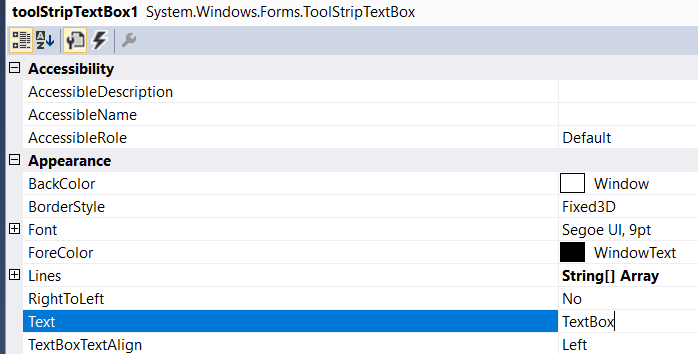 toolStripTextBox1 System.Windows.Forms.ToolStripTextBox
Accessibility
AccessibleDescription
AccessibleName
AccessibleRole Default
Appearance
BackColor Window
BorderStyle Fixed3D
Font Segoe UI, 9pt
ForeColor WindowText
Lines String[] Array
RightToLeft No
Text TextBox
TextBoxTextAlign Left